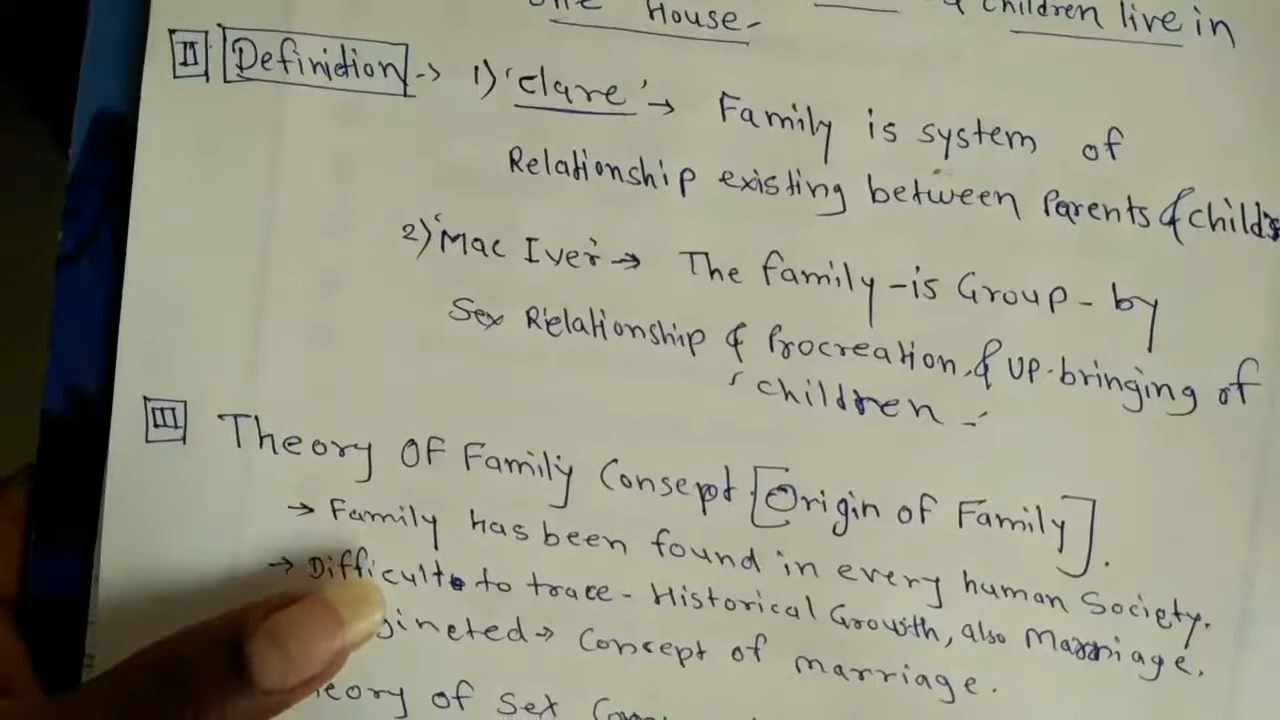 House - & children live in
II Definidion -> 1) 'Clare' → Family is system of
Relationship existing between Parents & child
2) 'Mac Iver → The family - is Group - by
Sex Relationship & Procreation, & up-bringing of
children -
III Theory OF Family Consept [Origin of Family].
→ Family has been found in every human Society.
→ Difficult to trace - Historical Growth, also Marriage.
gineted → Concept of marriage.
eory of Sex